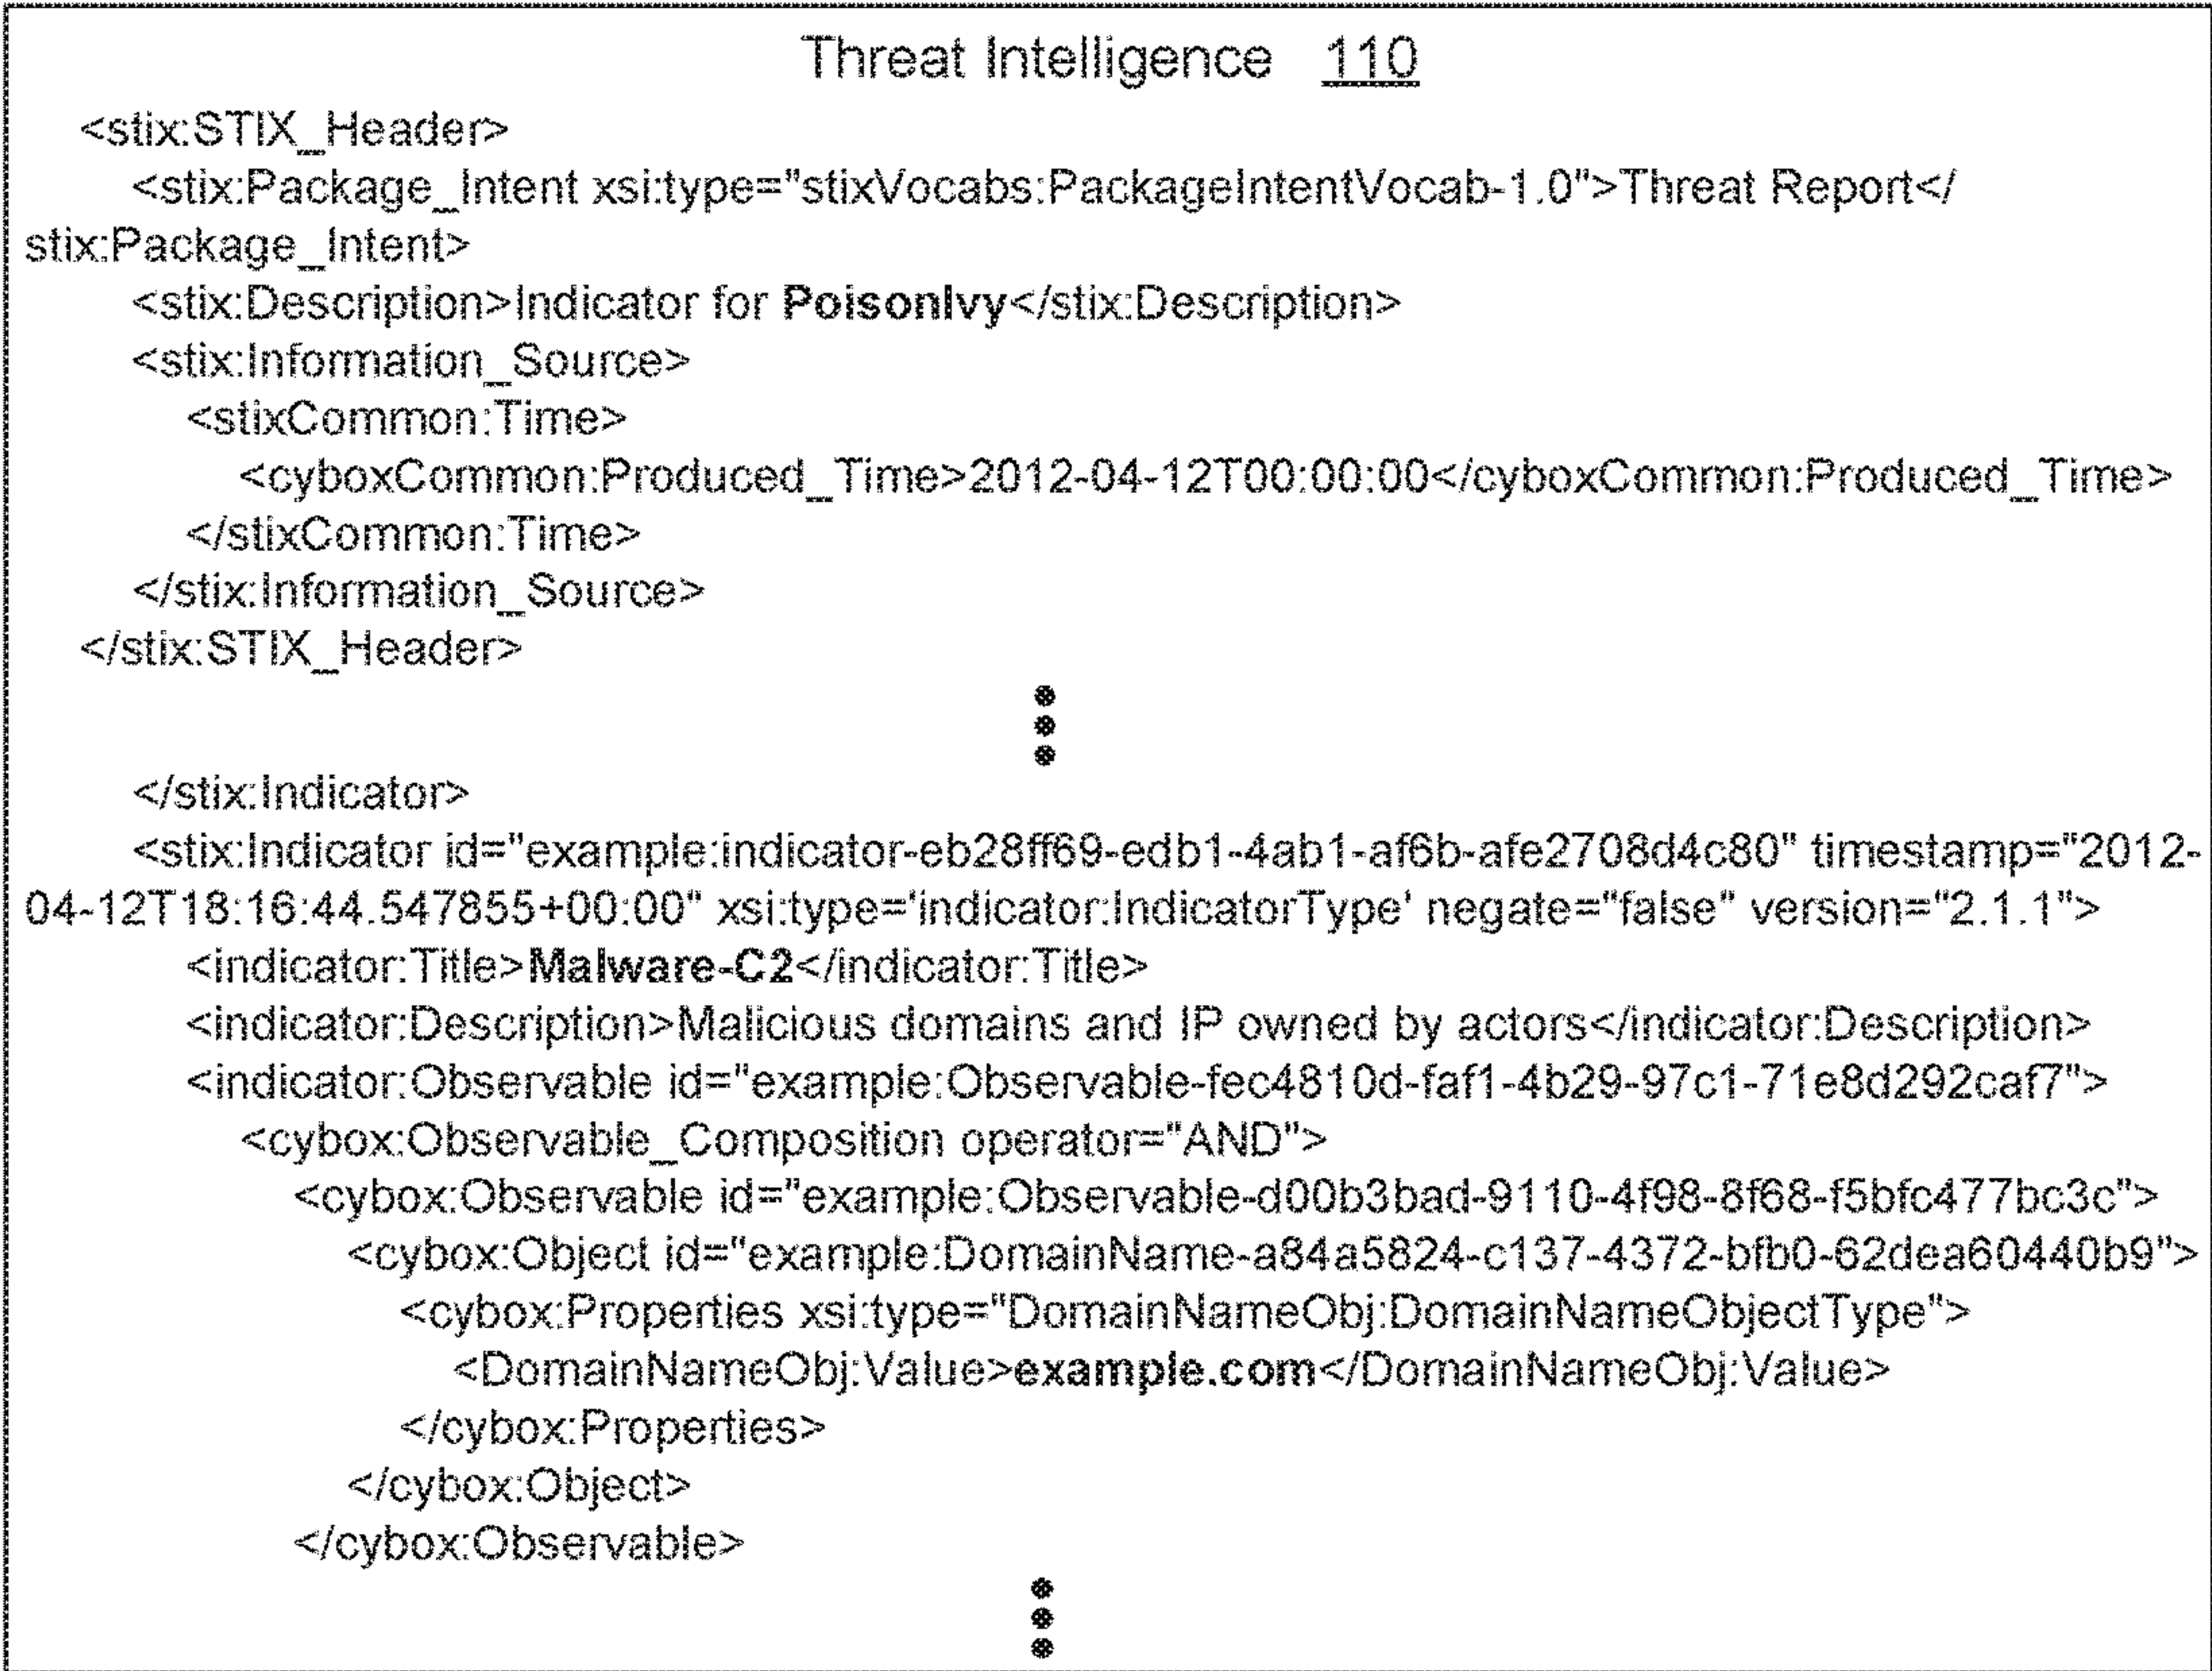 Threat Intelligence 110
<stix:STIX_Header>
<stix:Package_Intent xsi:type="stixVocabs:PackageIntentVocab-1.0">Threat Report</
stix:Package_Intent>
<stix:Description>Indicator for PoisonIvy</stix:Description>
<stix:Information_Source>
<stixCommon:Time>
<cyboxCommon:Produced_Time>2012-04-12T00:00:00</cyboxCommon:Produced_Time>
</stixCommon:Time>
</stix:Information_Source>
</stix:STIX_Header>
</stix:Indicator>
<stix:Indicator id="example:indicator-eb28ff69-edb1-4ab1-af6b-afe2708d4c80" timestamp="2012-
04-12T18:16:44.547855+00:00" xsi:type='indicator:IndicatorType' negate="false" version="2.1.1">
<indicator:Title>Malware-C2</indicator:Title>
<indicator:Description>Malicious domains and IP owned by actors</indicator:Description>
<indicator:Observable id="example:Observable-fec4810d-faf1-4b29-97c1-71e8d292caf7">
<cybox:Observable_Composition operator="AND">
<cybox:Observable id="example:Observable-d00b3bad-9110-4f98-8f68-f5bfc477bc3c">
<cybox:Object id="example:DomainName-a84a5824-c137-4372-bfb0-62dea60440b9">
<cybox:Properties xsi:type="DomainNameObj:DomainNameObjectType">
<DomainNameObj:Value>example.com</DomainNameObj:Value>
</cybox:Properties>
</cybox:Object>
</cybox:Observable>